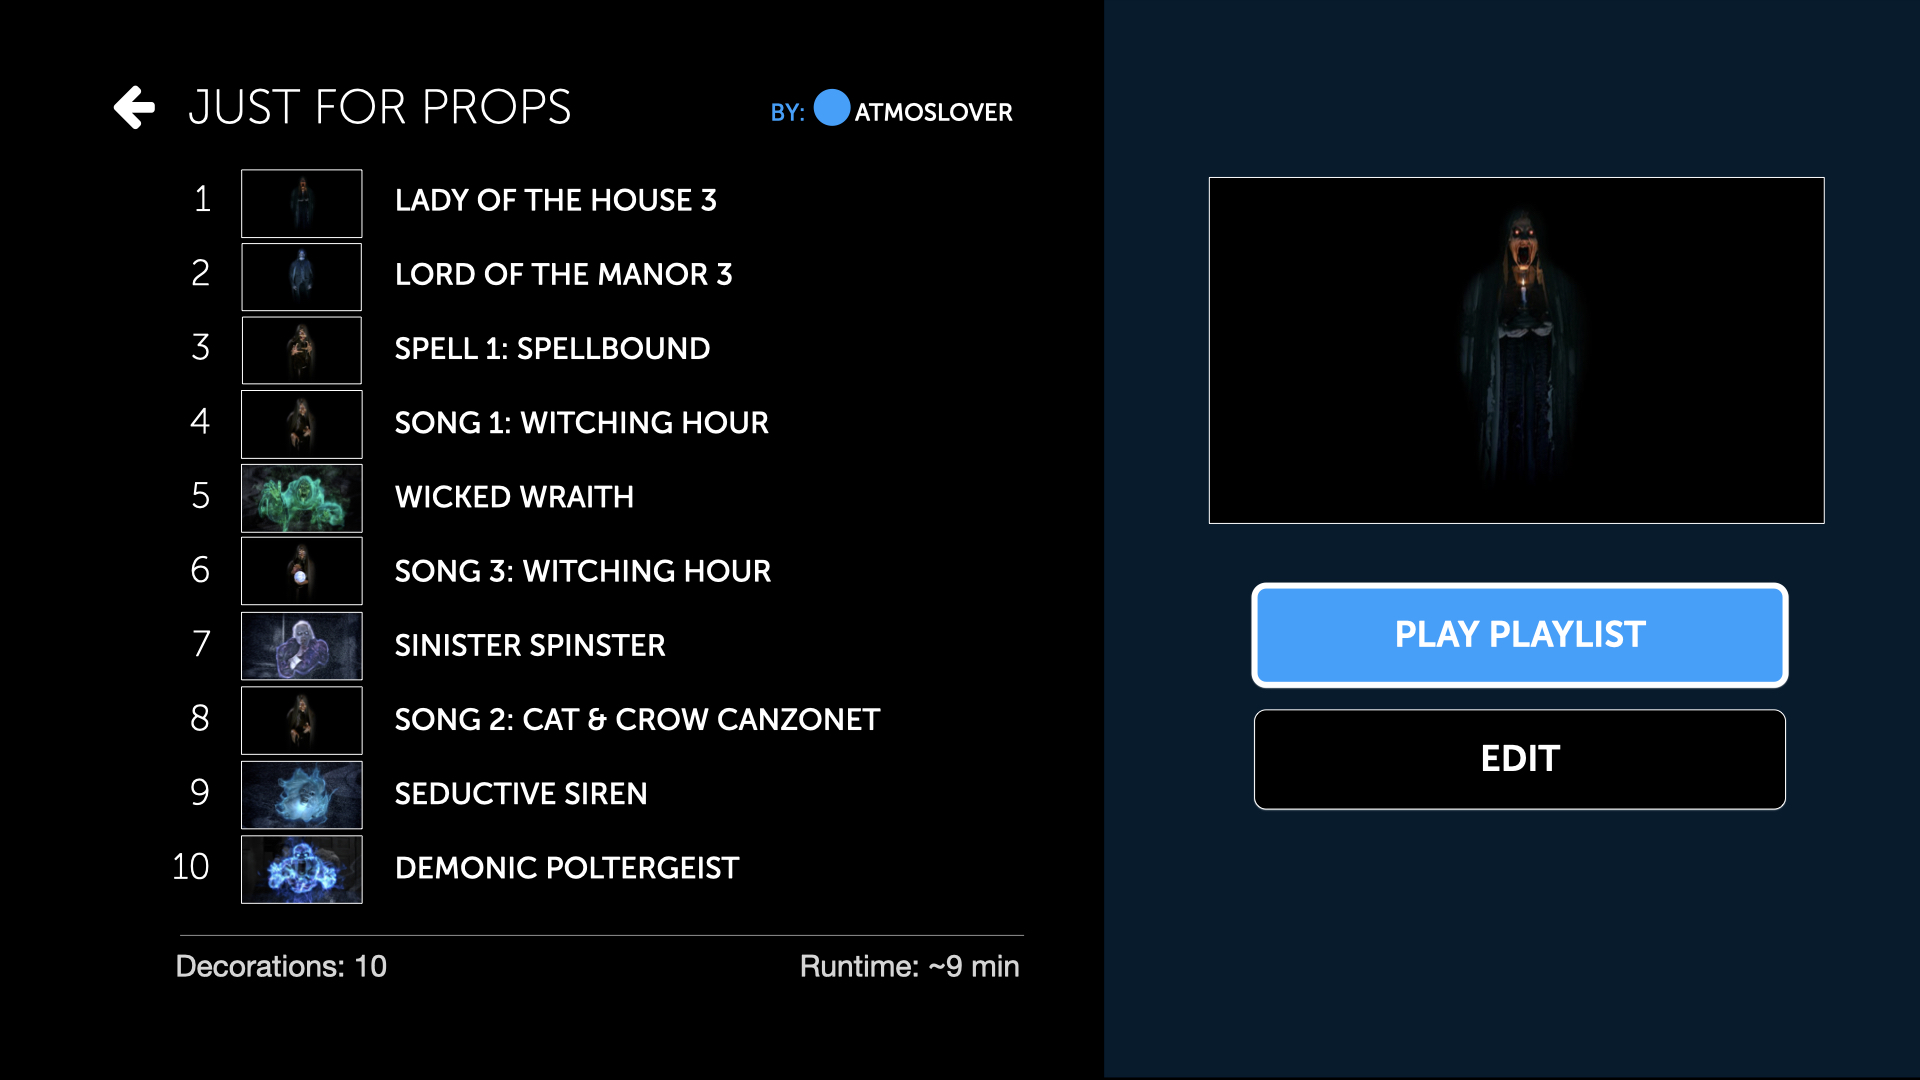 JUST FOR PROPS
BY: ATMOSLOVER
1 LADY OF THE HOUSE 3
2 LORD OF THE MANOR 3
3 SPELL 1: SPELLBOUND
4 SONG 1: WITCHING HOUR
5 WICKED WRAITH
6 SONG 3: WITCHING HOUR
7 SINISTER SPINSTER
8 SONG 2: CAT & CROW CANZONET
9 SEDUCTIVE SIREN
10 DEMONIC POLTERGEIST
Decorations: 10
Runtime: ~9 min
PLAY PLAYLIST
EDIT